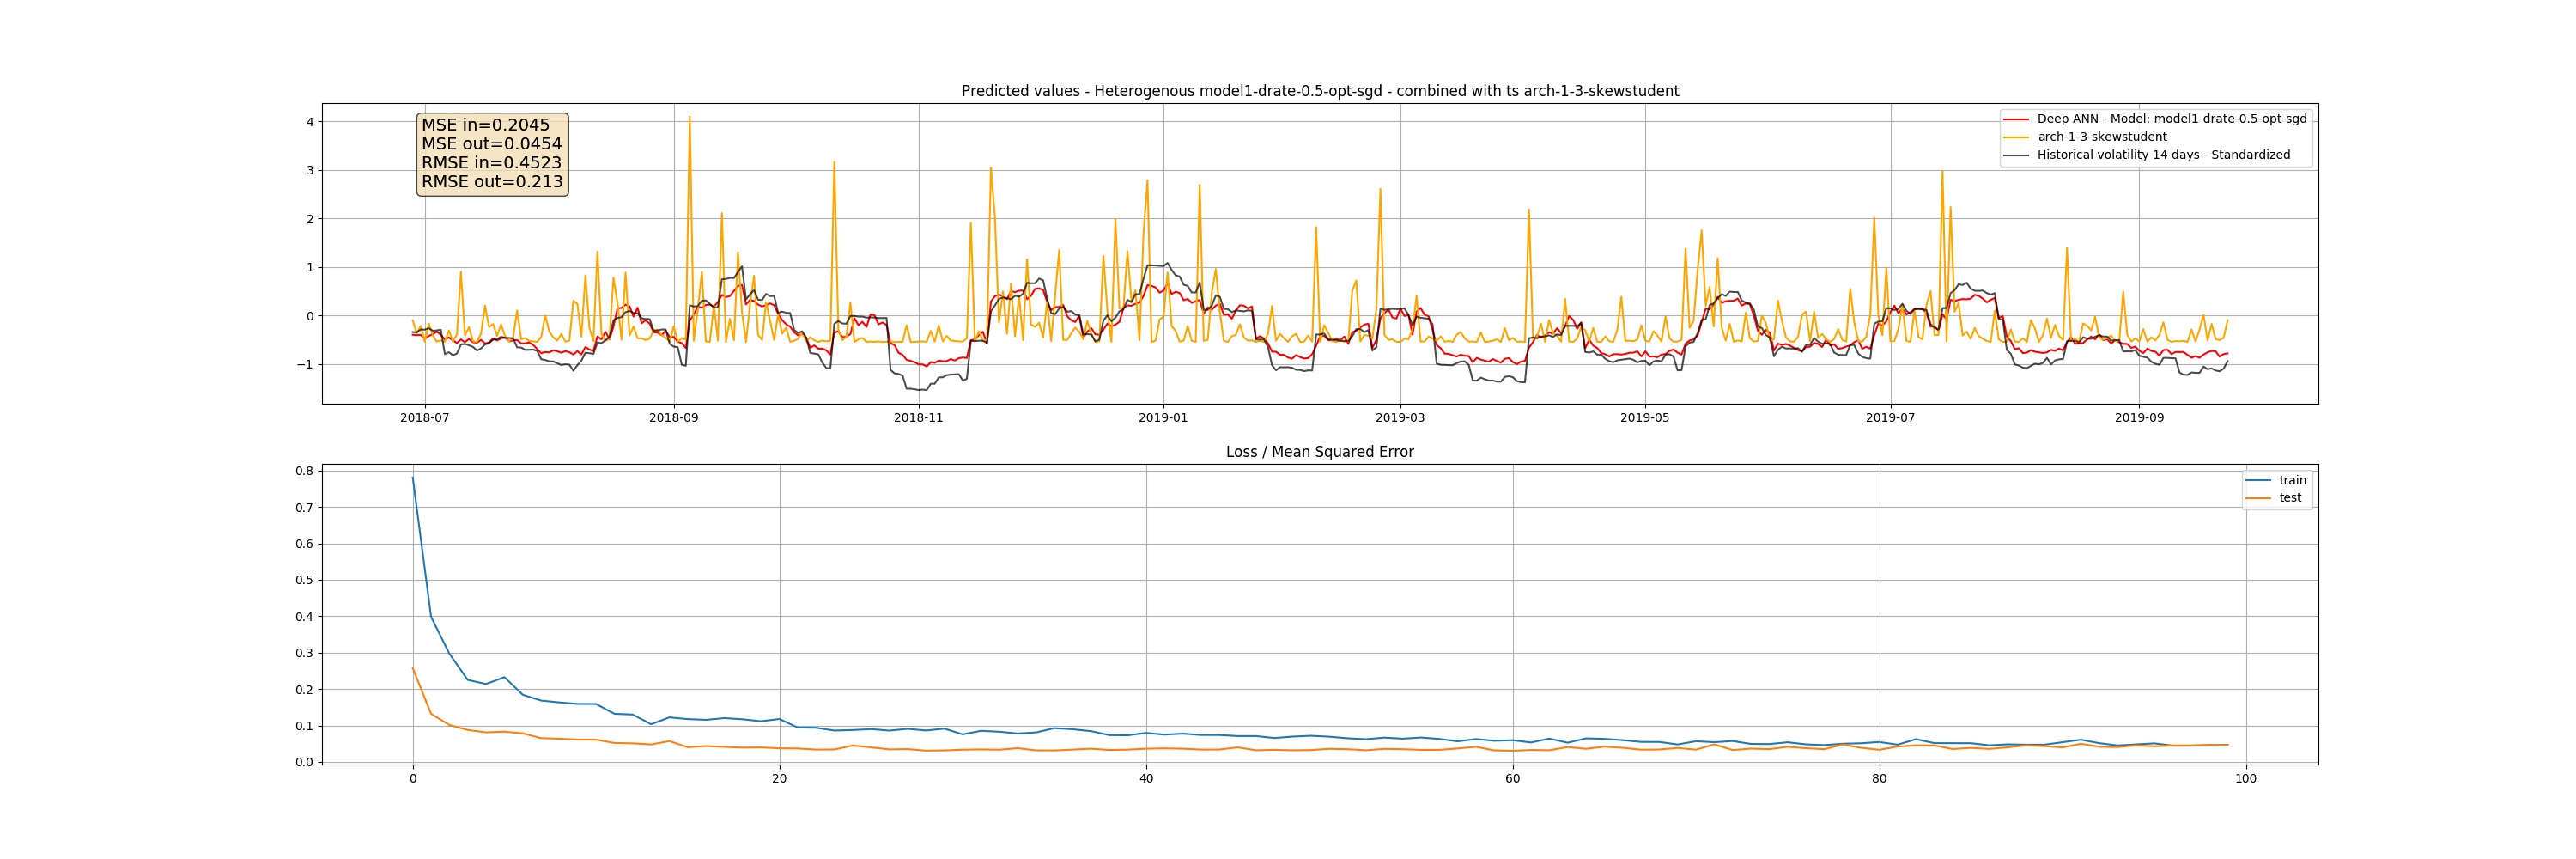 Predicted values - Heterogenous model1-drate-0.5-opt-sgd - combined with ts arch-1-3-skewstudent
MSE in=0.2045
MSE out=0.0454
RMSE in=0.4523
RMSE out=0.213
Deep ANN - Model: model1-drate-0.5-opt-sgd
arch-1-3-skewstudent
Historical volatility 14 days - Standardized
4
3
2
1
0
−1
2018-07 2018-09 2018-11 2019-01 2019-03 2019-05 2019-07 2019-09
Loss / Mean Squared Error
train
test
0.8
0.7
0.6
0.5
0.4
0.3
0.2
0.1
0.0
0 20 40 60 80 100